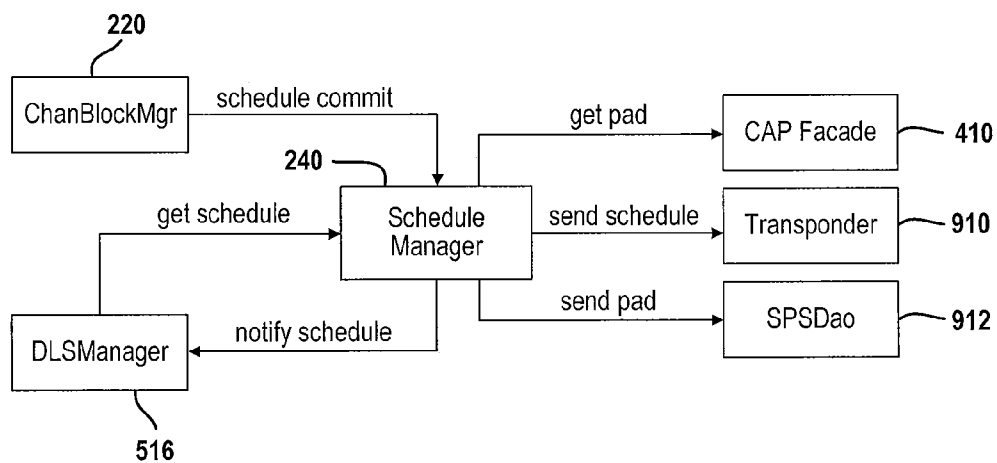 220
ChanBlockMgr
schedule commit
get pad
CAP Facade
410
240
get schedule
Schedule
Manager
send schedule
Transponder
910
send pad
SPSDao
912
DLSManager
notify schedule
516